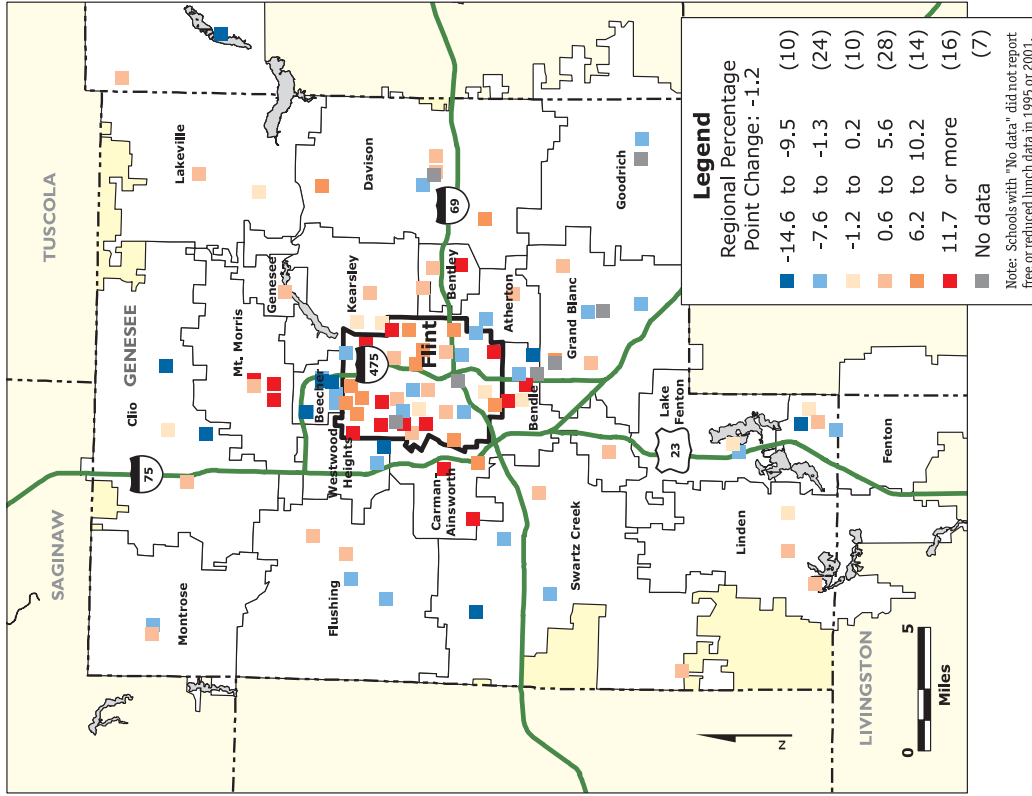 SAGINAW
GENESEE
TUSCOLA
LIVINGSTON
Montrose
Clio
Lakeville
Mt. Morris
Genesee
Flushing
Beecher
Westwood
Heights
Kearsley
Davison
Flint
Carman-
Ainsworth
Bentley
Atherton
Bendle
Grand Blanc
Goodrich
Swartz Creek
Lake
Fenton
Linden
Fenton
75
475
69
23
N
0
5
Miles
Legend
Regional Percentage
Point Change: -1.2
-14.6 to -9.5 (10)
-7.6 to -1.3 (24)
-1.2 to 0.2 (10)
0.6 to 5.6 (28)
6.2 to 10.2 (14)
11.7 or more (16)
No data (7)
Note: Schools with "No data" did not report
free or reduced lunch data in 1995 or 2001.